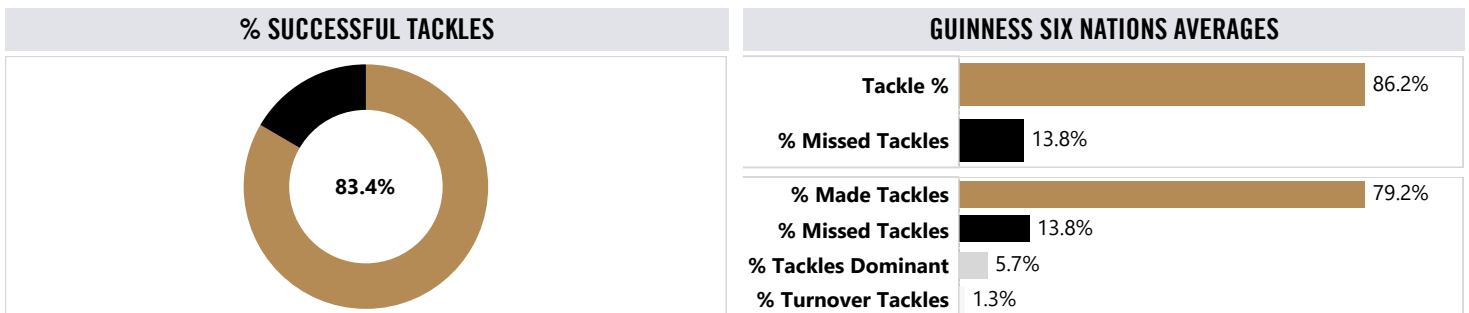 % SUCCESSFUL TACKLES
83.4%
GUINNESS SIX NATIONS AVERAGES
Tackle % 86.2%
% Missed Tackles 13.8%
% Made Tackles 79.2%
% Missed Tackles 13.8%
% Tackles Dominant 5.7%
% Turnover Tackles 1.3%